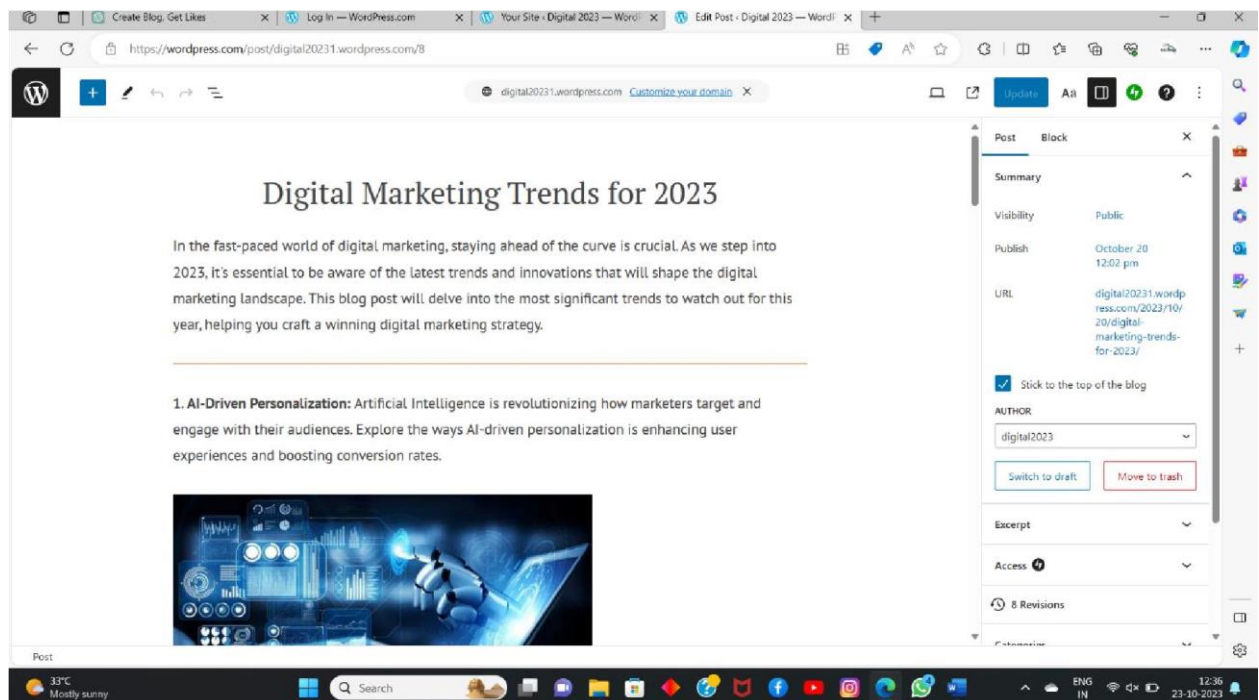 Create Blog, Get Likes
Log In — WordPress.com
Your Site ‹ Digital 2023 — Word
Edit Post ‹ Digital 2023 — Word
https://wordpress.com/post/digital20231.wordpress.com/8
digital20231.wordpress.com Customize your domain
Update
Aa
Digital Marketing Trends for 2023
In the fast-paced world of digital marketing, staying ahead of the curve is crucial. As we step into
2023, it's essential to be aware of the latest trends and innovations that will shape the digital
marketing landscape. This blog post will delve into the most significant trends to watch out for this
year, helping you craft a winning digital marketing strategy.
1. AI-Driven Personalization: Artificial Intelligence is revolutionizing how marketers target and
engage with their audiences. Explore the ways AI-driven personalization is enhancing user
experiences and boosting conversion rates.
Post Block
Summary
Visibility Public
Publish October 20
12:02 pm
URL digital20231.wordp
ress.com/2023/10/
20/digital-
marketing-trends-
for-2023/
Stick to the top of the blog
AUTHOR
digital2023
Switch to draft Move to trash
Excerpt
Access
8 Revisions
Categories
Post
33°C
Mostly sunny
Search
ENG
IN
12:36
23-10-2023